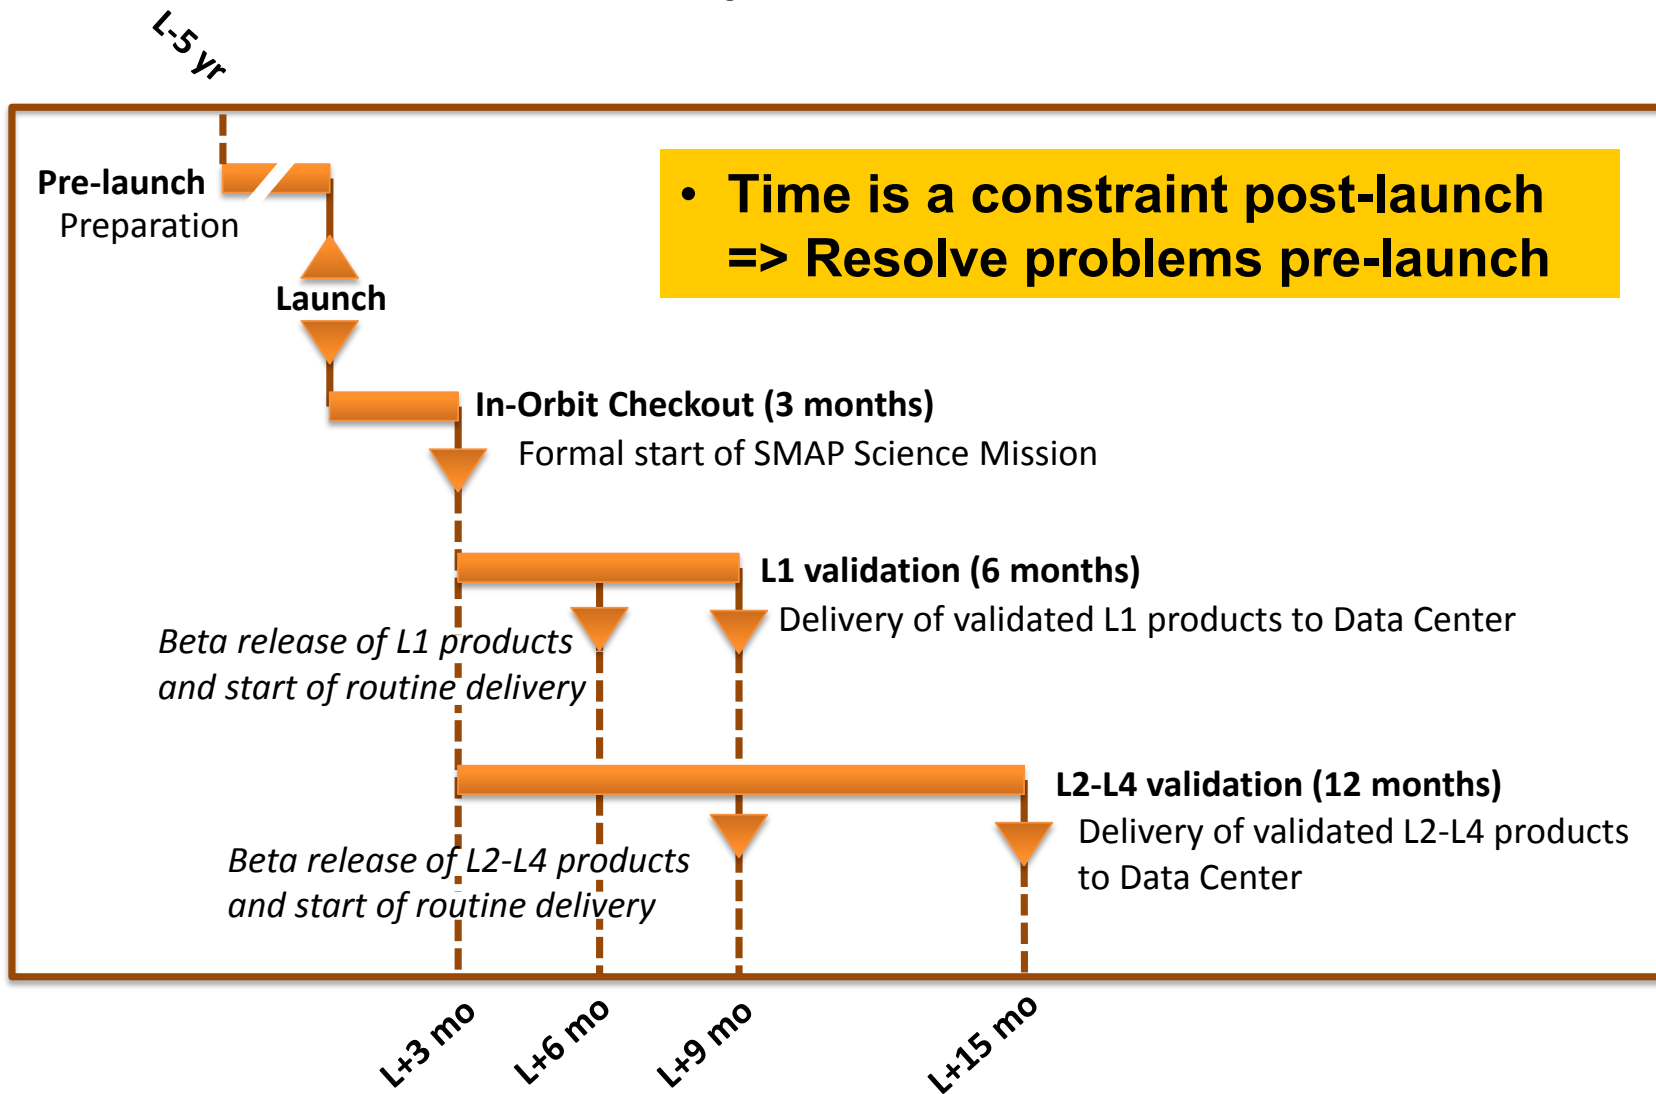 L-5 yr
Pre-launch
Preparation
• Time is a constraint post-launch
=> Resolve problems pre-launch
Launch
In-Orbit Checkout (3 months)
Formal start of SMAP Science Mission
L1 validation (6 months)
Delivery of validated L1 products to Data Center
Beta release of L1 products
and start of routine delivery
L2-L4 validation (12 months)
Delivery of validated L2-L4 products
to Data Center
Beta release of L2-L4 products
and start of routine delivery
L+3 mo
L+6 mo
L+9 mo
L+15 mo